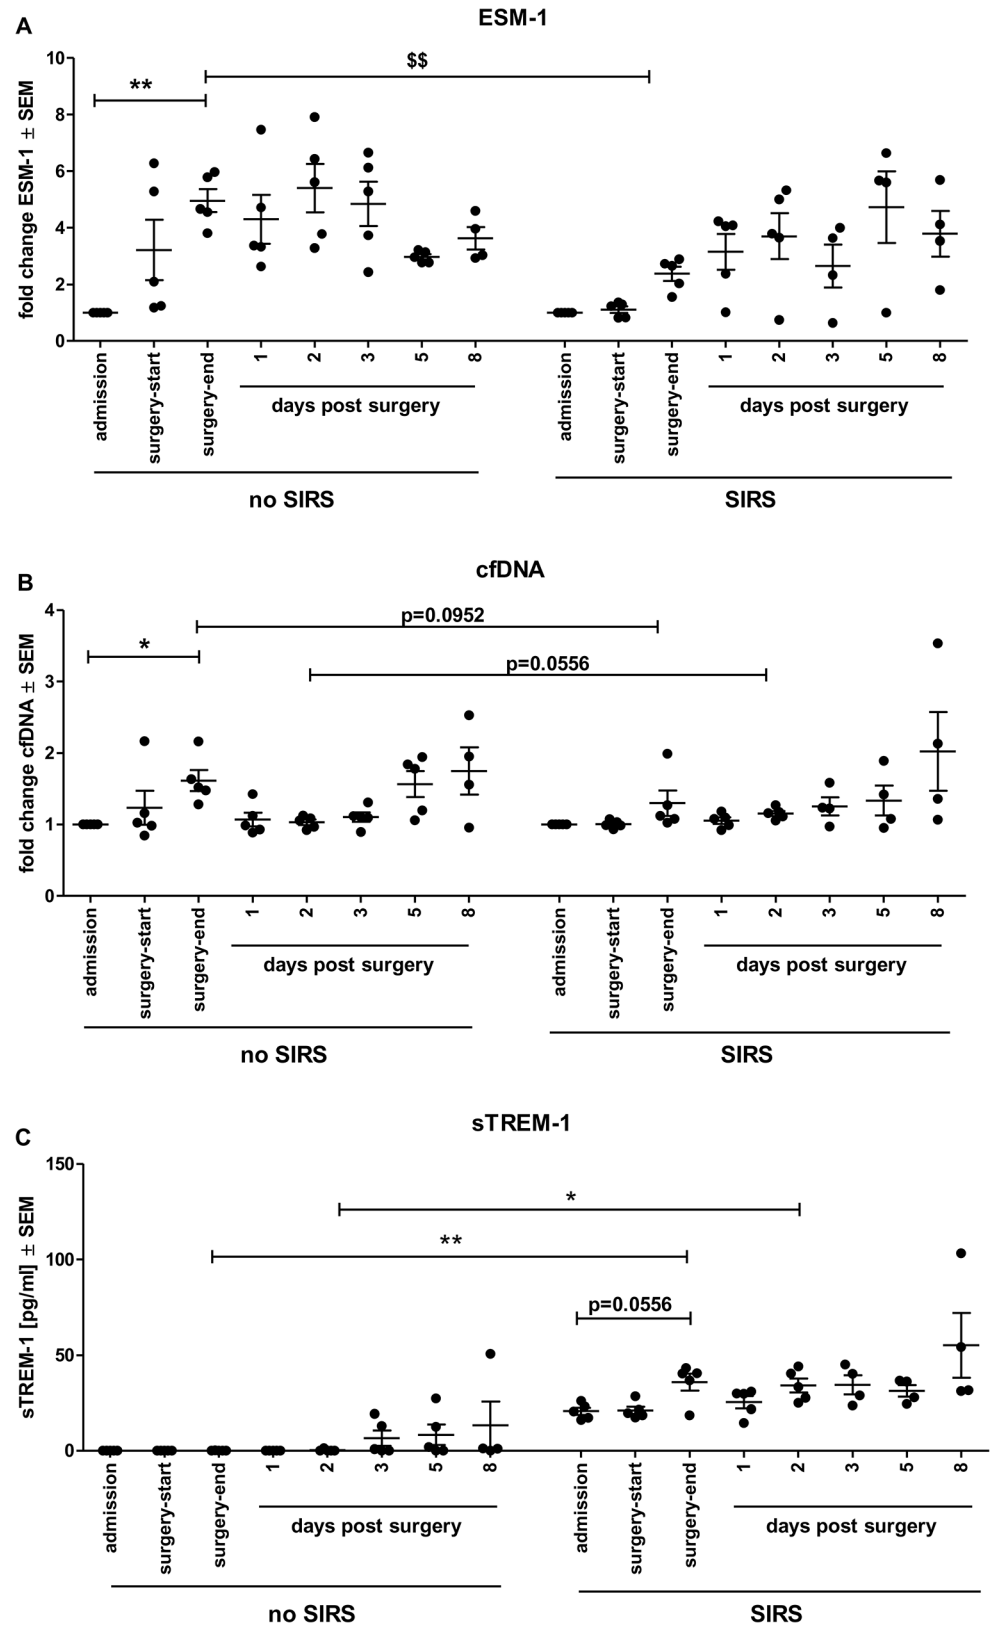 A
ESM-1
fold change ESM-1 ± SEM
10
8
6
4
2
0
**
$$
admission
surgery-start
surgery-end
1
2
3
5
8
admission
surgery-start
surgery-end
1
2
3
5
8
days post surgery
days post surgery
no SIRS
SIRS
B
cfDNA
fold change cfDNA ± SEM
4
3
2
1
0
p=0.0952
*
p=0.0556
admission
surgery-start
surgery-end
1
2
3
5
8
admission
surgery-start
surgery-end
1
2
3
5
8
days post surgery
days post surgery
no SIRS
SIRS
C
sTREM-1
sTREM-1 [pg/ml] ± SEM
150
100
50
0
*
**
p=0.0556
admission
surgery-start
surgery-end
1
2
3
5
8
admission
surgery-start
surgery-end
1
2
3
5
8
days post surgery
days post surgery
no SIRS
SIRS